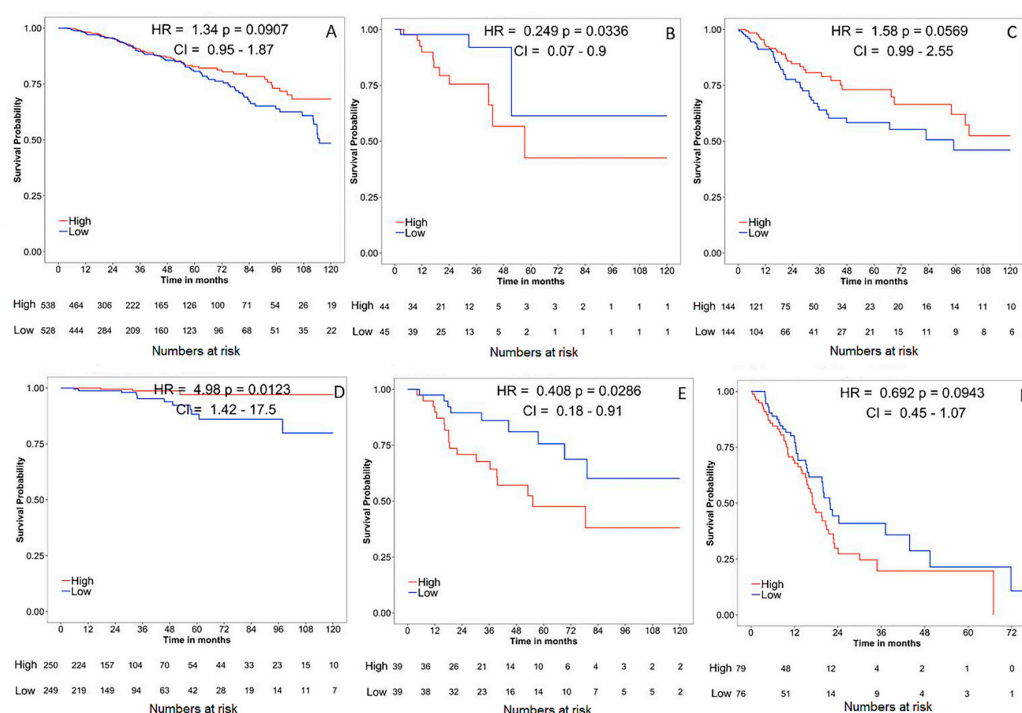 HR = 1.34 p = 0.0907
CI = 0.95 - 1.87
A
Survival Probability
1.00
0.75
0.50
0.25
0.00
High
Low
0 12 24 36 48 60 72 84 96 108 120
Time in months
High 538 464 306 222 165 126 100 71 54 26 19
Low 528 444 284 209 160 123 96 68 51 35 22
Numbers at risk
HR = 0.249 p = 0.0336
CI = 0.07 - 0.9
B
Survival Probability
1.00
0.75
0.50
0.25
0.00
High
Low
0 12 24 36 48 60 72 84 96 108 120
Time in months
High 44 34 21 12 5 3 3 2 1 1 1
Low 45 39 25 13 5 2 1 1 1 1 1
Numbers at risk
HR = 1.58 p = 0.0569
CI = 0.99 - 2.55
C
Survival Probability
1.00
0.75
0.50
0.25
0.00
High
Low
0 12 24 36 48 60 72 84 96 108 120
Time in months
High 144 121 75 50 34 23 20 16 14 11 10
Low 144 104 66 41 27 21 15 11 9 8 6
Numbers at risk
HR = 4.98 p = 0.0123
CI = 1.42 - 17.5
D
Survival Probability
1.00
0.75
0.50
0.25
0.00
High
Low
0 12 24 36 48 60 72 84 96 108 120
Time in months
High 250 224 157 104 70 54 44 33 23 15 10
Low 249 219 149 94 63 42 28 19 14 11 7
Numbers at risk
HR = 0.408 p = 0.0286
CI = 0.18 - 0.91
E
Survival Probability
1.00
0.75
0.50
0.25
0.00
High
Low
0 12 24 36 48 60 72 84 96 108 120
Time in months
High 39 36 26 21 14 10 6 4 3 2 2
Low 39 38 32 23 16 14 10 7 5 5 2
Numbers at risk
HR = 0.692 p = 0.0943
CI = 0.45 - 1.07
Survival Probability
1.00
0.75
0.50
0.25
0.00
High
Low
0 12 24 36 48 60 72
Time in months
High 79 48 12 4 2 1 0
Low 76 51 14 9 4 3 1
Numbers at risk